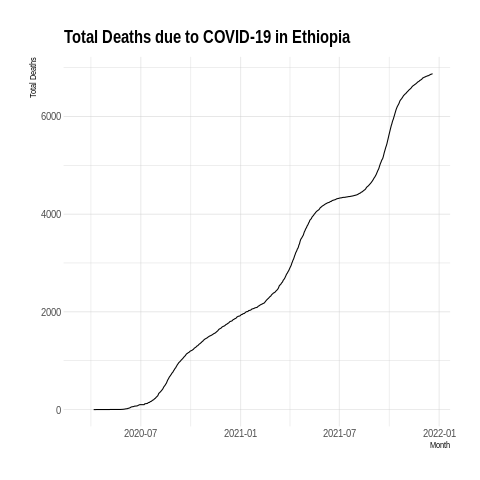 Total Deaths due to COVID-19 in Ethiopia
Total Deaths
6000
4000
2000
0
2020-07 2021-01 2021-07 2022-01
Month